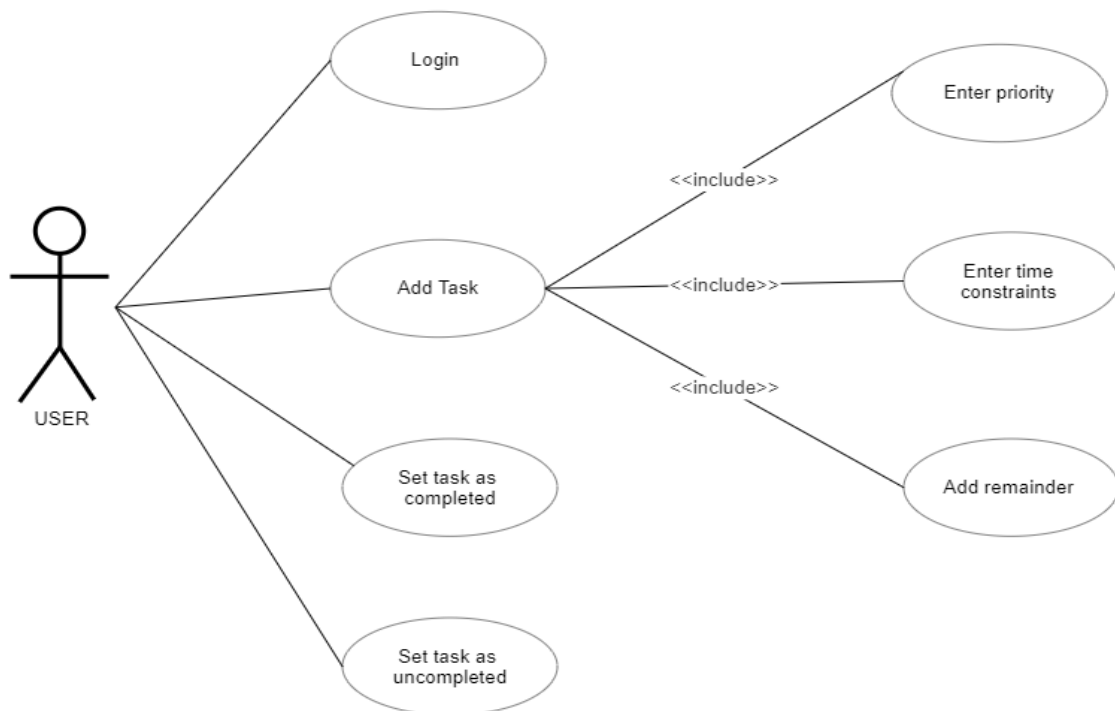 Login
Enter priority
<<include>>
Add Task
<<include>>
Enter time
constraints
<<include>>
USER
Set task as
completed
Add remainder
Set task as
uncompleted